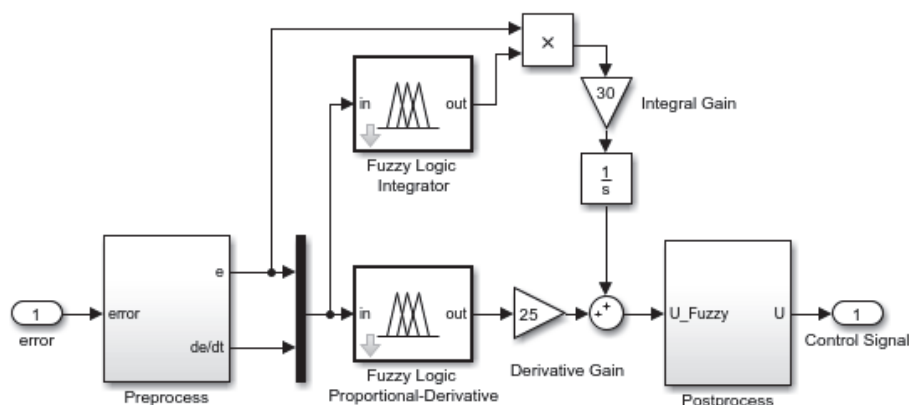 ×
30
Integral Gain
in
out
Fuzzy Logic
Integrator
1
s
e
error
de/dt
Preprocess
1
error
in
out
Fuzzy Logic
Proportional-Derivative
25
Derivative Gain
+
+
U_Fuzzy
U
Postprocess
1
Control Signal